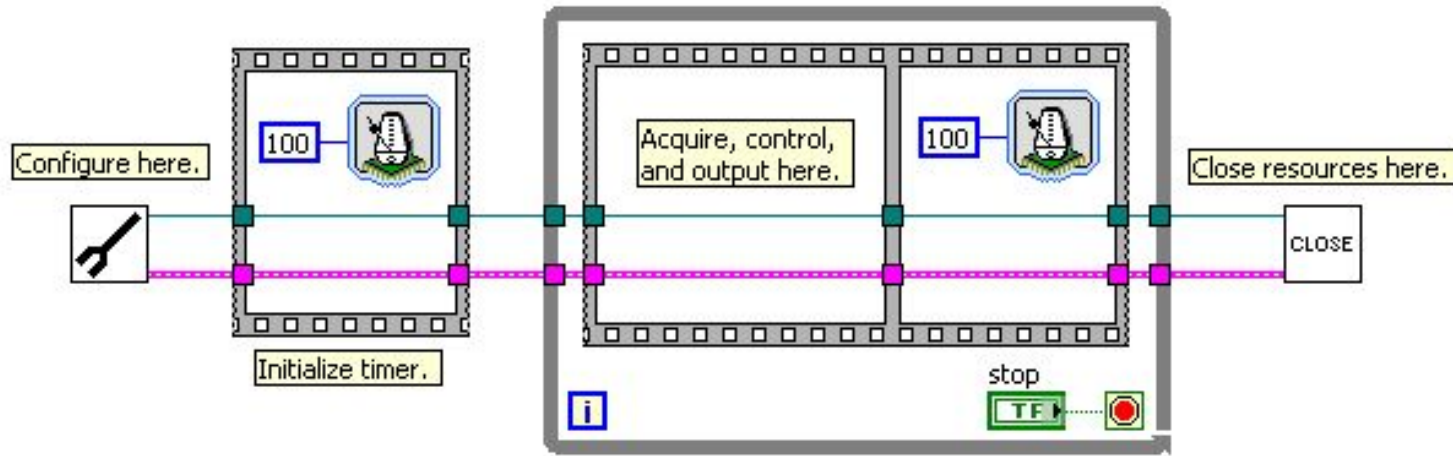 Configure here.
100
Initialize timer.
Acquire, control,
and output here.
100
i
stop
TF
Close resources here.
CLOSE